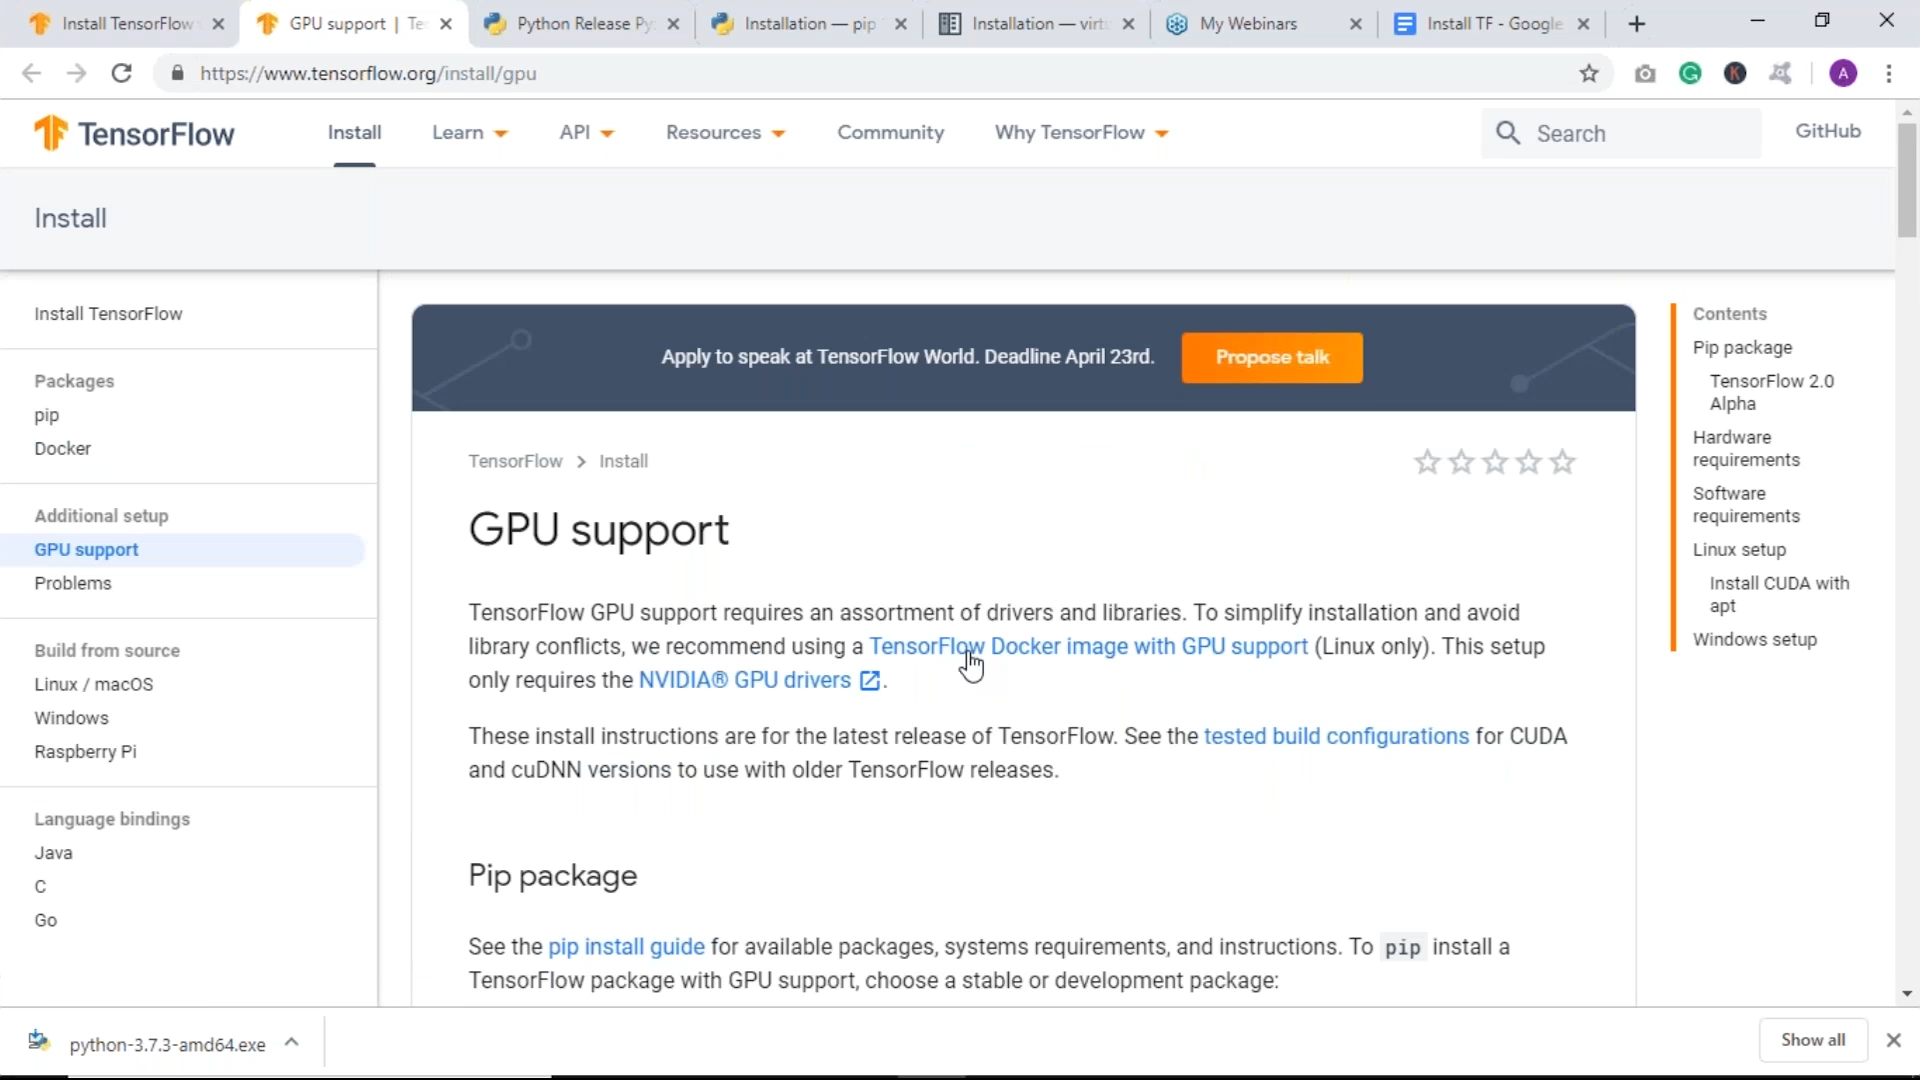 Install TensorFlow
GPU support | Te
Python Release Py
Installation — pip
Installation — virtu
My Webinars
Install TF - Google
https://www.tensorflow.org/install/gpu
K
A
TensorFlow
Install
Learn
API
Resources
Community
Why TensorFlow
Search
GitHub
Install
Install TensorFlow
Packages
pip
Docker
Additional setup
GPU support
Problems
Build from source
Linux / macOS
Windows
Raspberry Pi
Language bindings
Java
C
Go
Apply to speak at TensorFlow World. Deadline April 23rd.
Propose talk
TensorFlow > Install
GPU support
TensorFlow GPU support requires an assortment of drivers and libraries. To simplify installation and avoid
library conflicts, we recommend using a TensorFlow Docker image with GPU support (Linux only). This setup
only requires the NVIDIA® GPU drivers.
These install instructions are for the latest release of TensorFlow. See the tested build configurations for CUDA
and cuDNN versions to use with older TensorFlow releases.
Pip package
See the pip install guide for available packages, systems requirements, and instructions. To pip install a
TensorFlow package with GPU support, choose a stable or development package:
Contents
Pip package
TensorFlow 2.0
Alpha
Hardware
requirements
Software
requirements
Linux setup
Install CUDA with
apt
Windows setup
python-3.7.3-amd64.exe
Show all